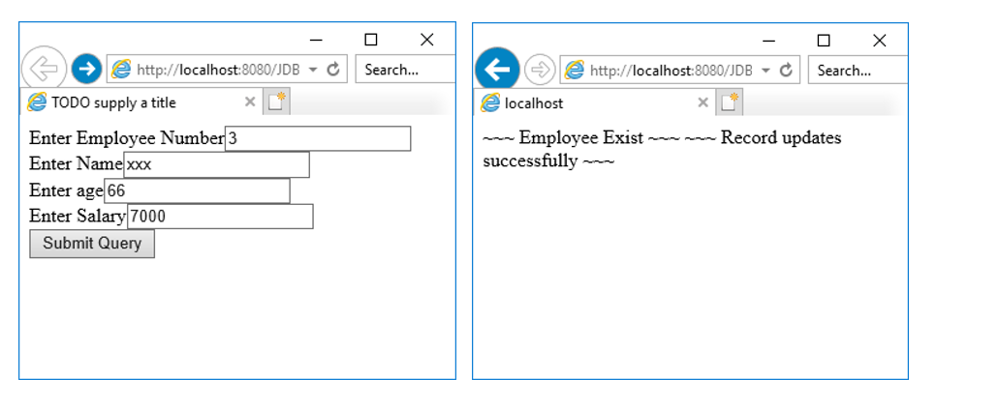 http://localhost:8080/JDB
Search...
TODO supply a title
Enter Employee Number 3
Enter Name xxx
Enter age 66
Enter Salary 7000
Submit Query
http://localhost:8080/JDB
Search...
localhost
~~~ Employee Exist ~~~ ~~~ Record updates
successfully ~~~